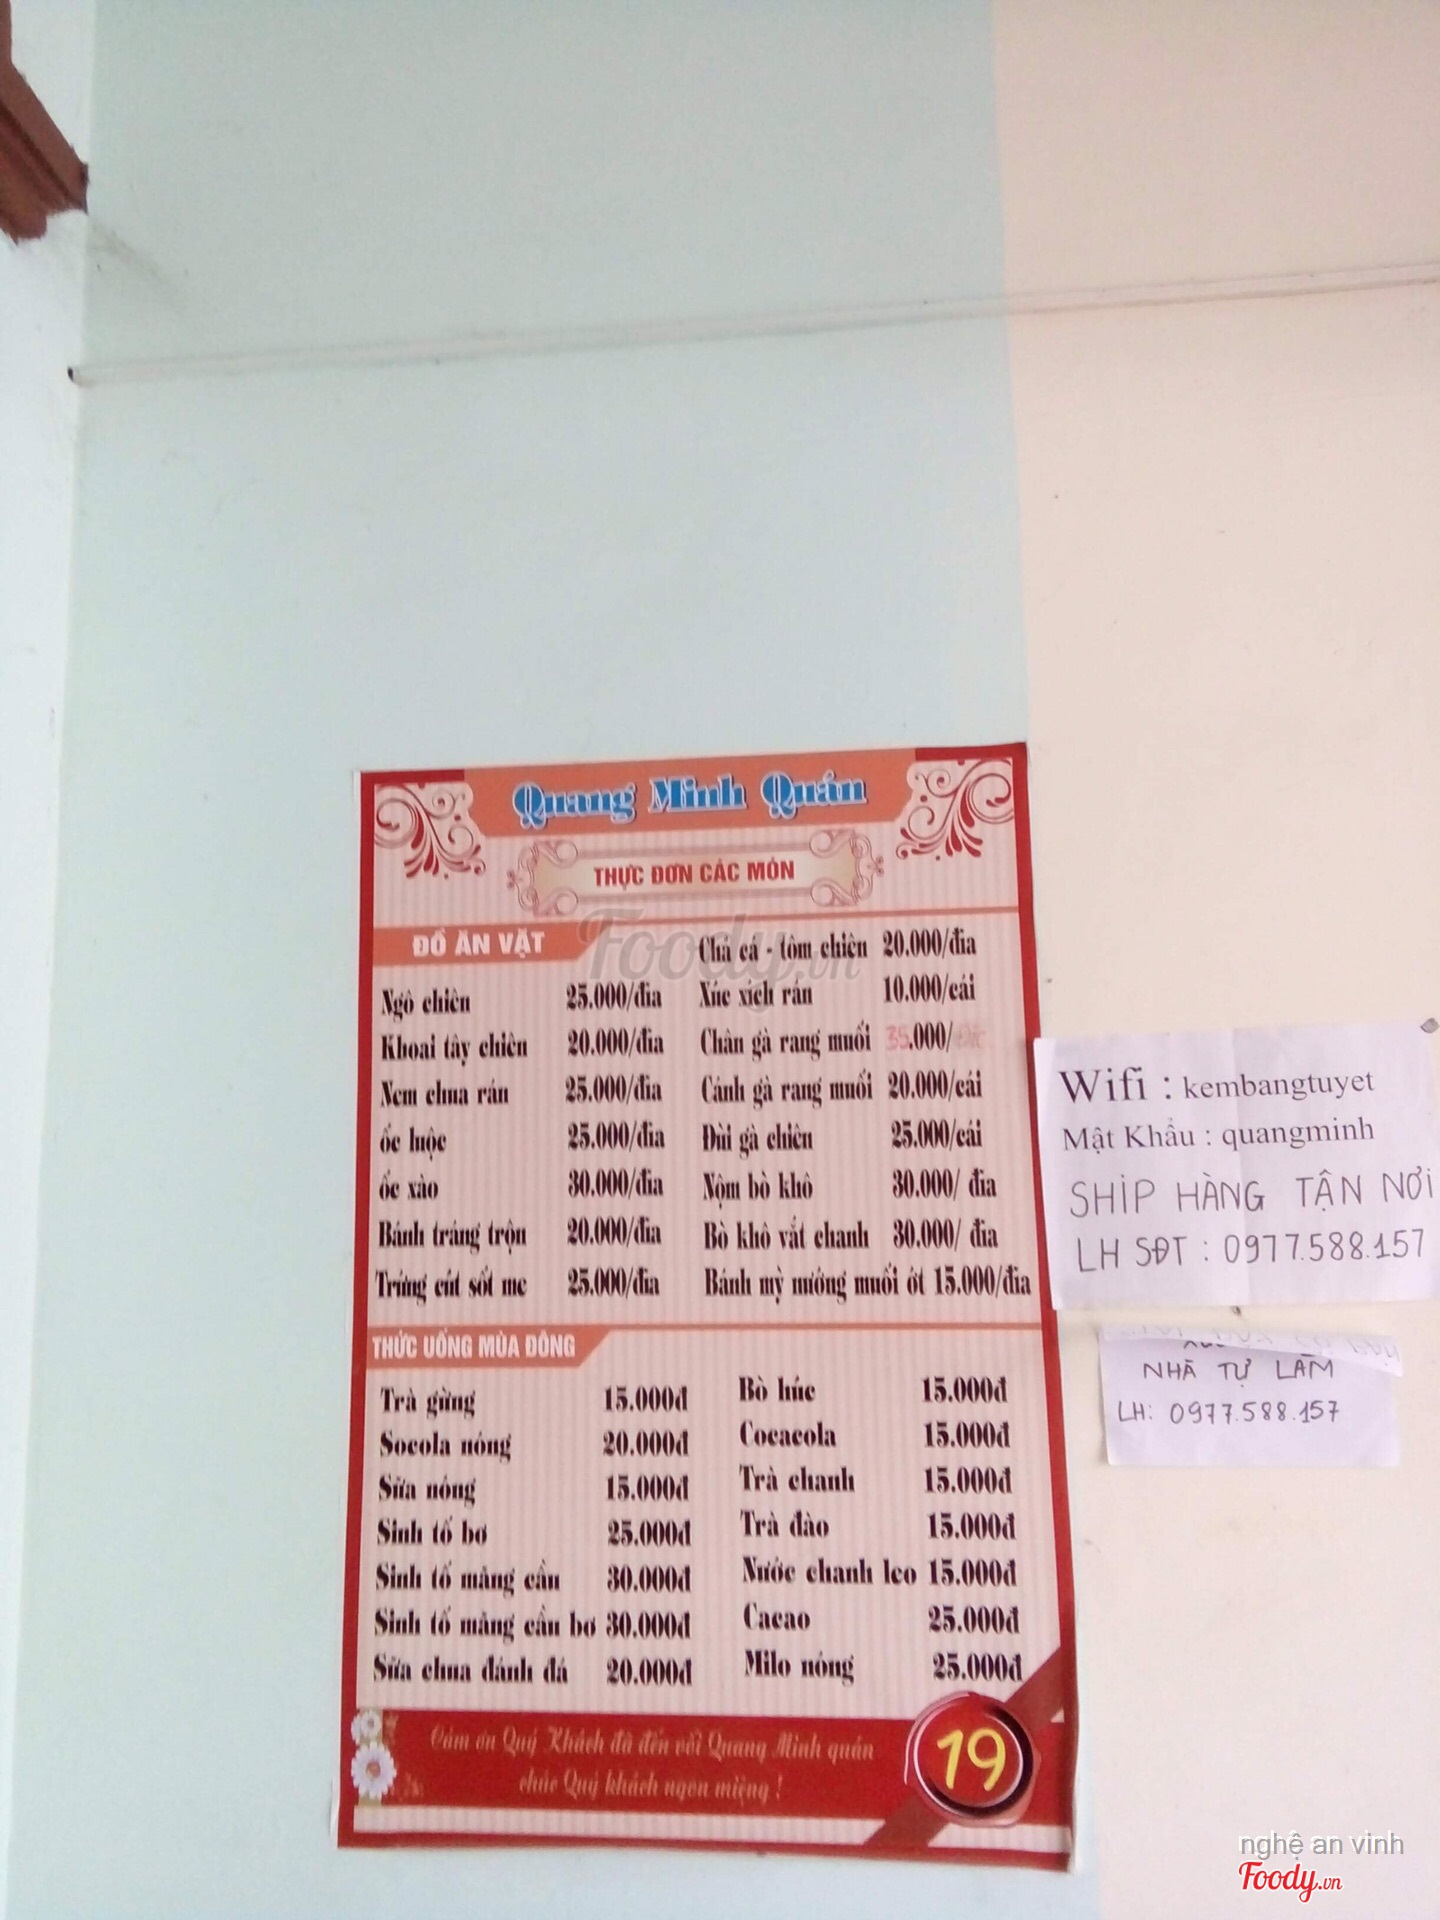 Quang Minh Quán
THỰC ĐƠN CÁC MÓN
ĐỒ ĂN VẶT
Ngô chiên 25.000/đĩa
Khoai tây chiên 20.000/đĩa
Nem chua rán 25.000/đĩa
ốc luộc 25.000/đĩa
ốc xào 30.000/đĩa
Bánh tráng trộn 20.000/đĩa
Trứng cút sốt me 25.000/đĩa
Chả cá - tôm chiên 20.000/đĩa
Xúc xích rán 10.000/cái
Chân gà rang muối 35.000/
Cánh gà rang muối 20.000/cái
Đùi gà chiên 25.000/cái
Nộm bò khô 30.000/ đĩa
Bò khô vắt chanh 30.000/ đĩa
Bánh mỳ nướng muối ớt 15.000/đĩa
THỨC UỐNG MÙA ĐÔNG
Trà gừng 15.000đ
Socola nóng 20.000đ
Sữa nóng 15.000đ
Sinh tố bơ 25.000đ
Sinh tố mãng cầu 30.000đ
Sinh tố mãng cầu bơ 30.000đ
Sữa chua đánh đá 20.000đ
Bò húc 15.000đ
Cocacola 15.000đ
Trà chanh 15.000đ
Trà đào 15.000đ
Nước chanh leo 15.000đ
Cacao 25.000đ
Milo nóng 25.000đ
Cảm ơn Quý Khách đã đến với Quang Minh quán
chúc Quý khách ngon miệng !
19
Wifi : kembangtuyet
Mật Khẩu : quangminh
SHIP HÀNG TẬN NƠI
LH SĐT : 0977.588.157
NHÀ TỰ LÀM
LH: 0977.588.157
Foody.vn
nghệ an vinh
Foody.vn